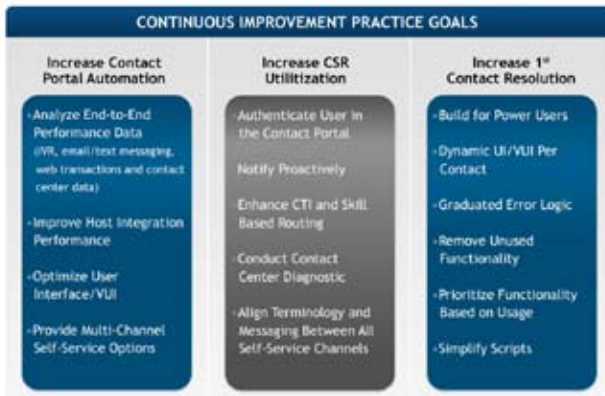 CONTINUOUS IMPROVEMENT PRACTICE GOALS
Increase Contact
Portal Automation
•Analyze End-to-End
Performance Data
(IVR, email/text messaging,
web transactions and contact
center data)
•Improve Host Integration
Performance
•Optimize User
Interface/VUI
•Provide Multi-Channel
Self-Service Options
Increase CSR
Utilitization
•Authenticate User in
the Contact Portal
•Notify Proactively
•Enhance CTI and Skill
Based Routing
•Conduct Contact
Center Diagnostic
•Align Terminology and
Messaging Between All
Self-Service Channels
Increase 1st
Contact Resolution
•Build for Power Users
•Dynamic UI/VUI Per
Contact
•Graduated Error Logic
•Remove Unused
Functionality
•Prioritize Functionality
Based on Usage
•Simplify Scripts